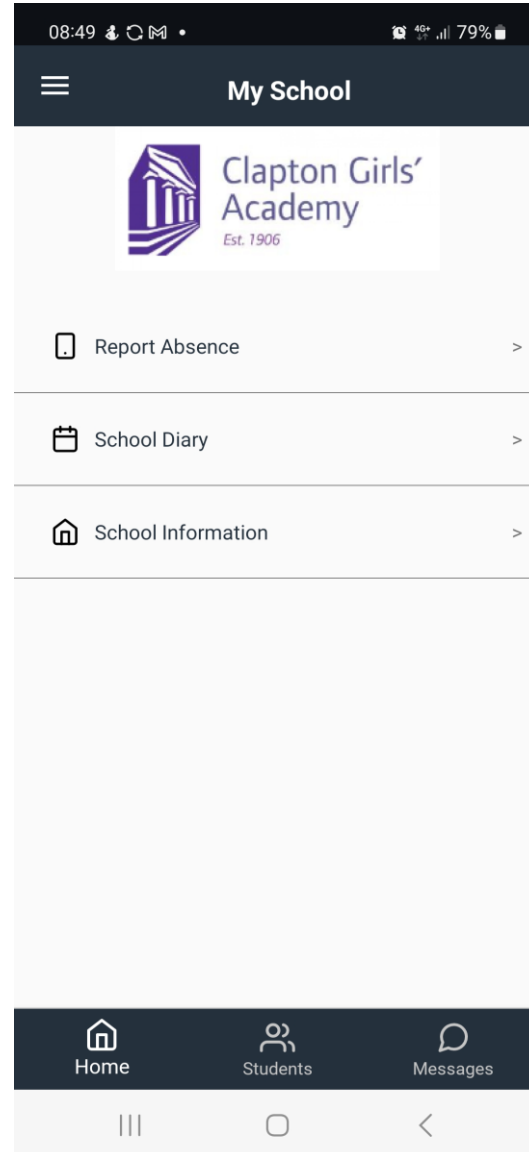 08:49 4G+ 79%
My School
Clapton Girls’
Academy
Est. 1906
Report Absence >
School Diary >
School Information >
Home Students Messages